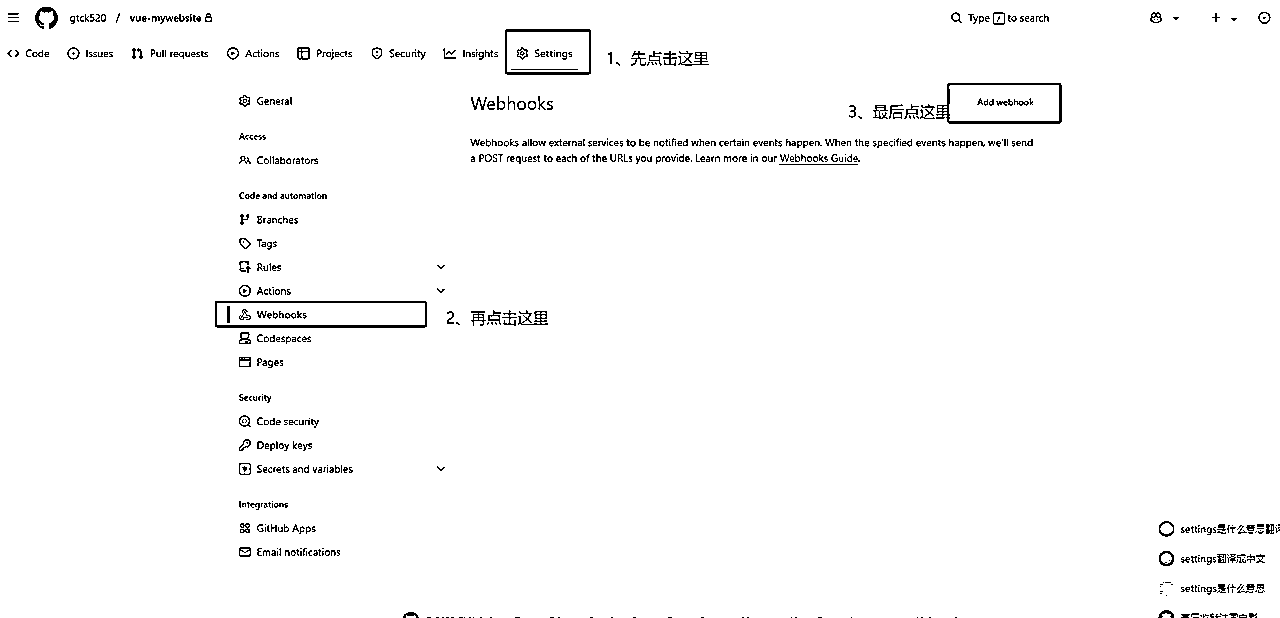 gtck520 / vue-mywebsite
Type / to search
Code Issues Pull requests Actions Projects Security Insights Settings
1、先点击这里
General
Access
Collaborators
Code and automation
Branches
Tags
Rules
Actions
Webhooks
2、再点击这里
Codespaces
Pages
Security
Code security
Deploy keys
Secrets and variables
Integrations
GitHub Apps
Email notifications
Webhooks
3、最后点这里
Add webhook
Webhooks allow external services to be notified when certain events happen. When the specified events happen, we'll send
a POST request to each of the URLs you provide. Learn more in our Webhooks Guide.
settings是什么意思翻译
settings翻译成中文
settings是什么意思